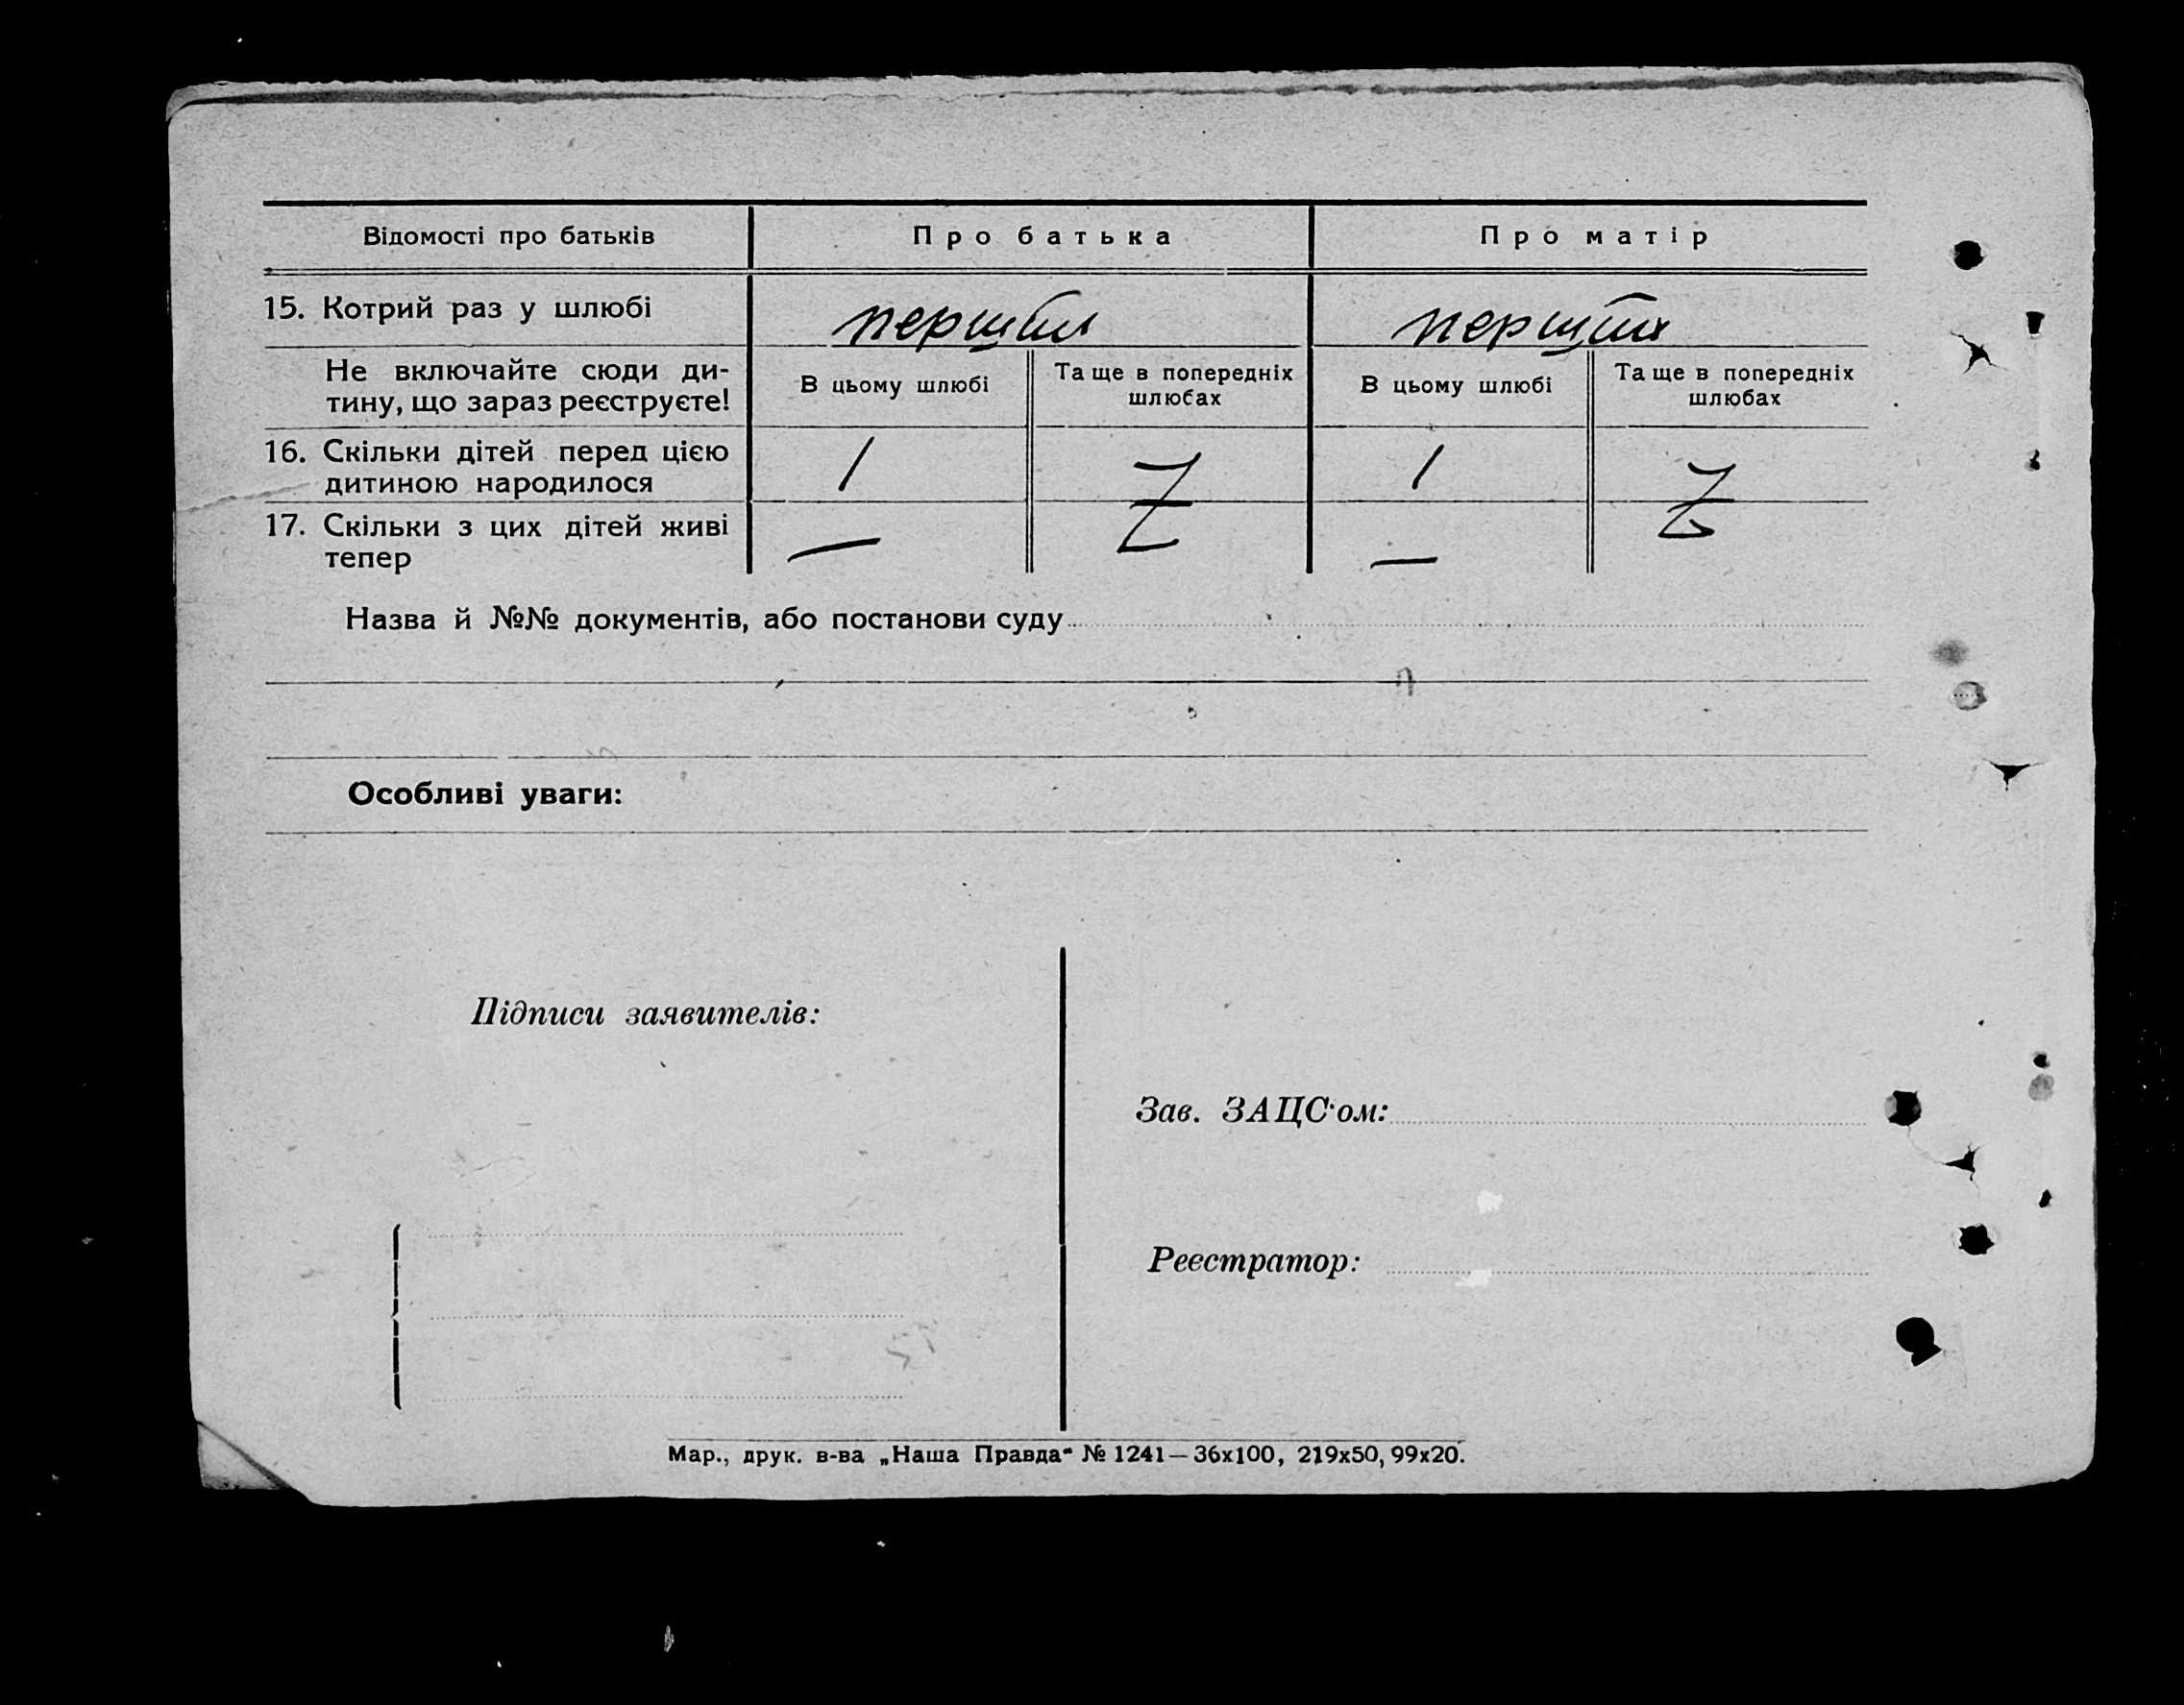 Відомості про батьків Про батька Про матір
15. Котрий раз у шлюбі перший перший
Не включайте сюди ди-
тину, що зараз реєструєте!
В цьому шлюбі
Та ще в попередніх
шлюбах
В цьому шлюбі
Та ще в попередніх
шлюбах
16. Скільки дітей перед цією
дитиною народилося
1 1
17. Скільки з цих дітей живі
тепер
— —
Назва й №№ документів, або постанови суду
Особливі уваги:
Підписи заявителів:
Зав. ЗАЦС'ом:
Реєстратор:
Мар., друк. в-ва „Наша Правда“ № 1241—36х100, 219х50, 99х20.